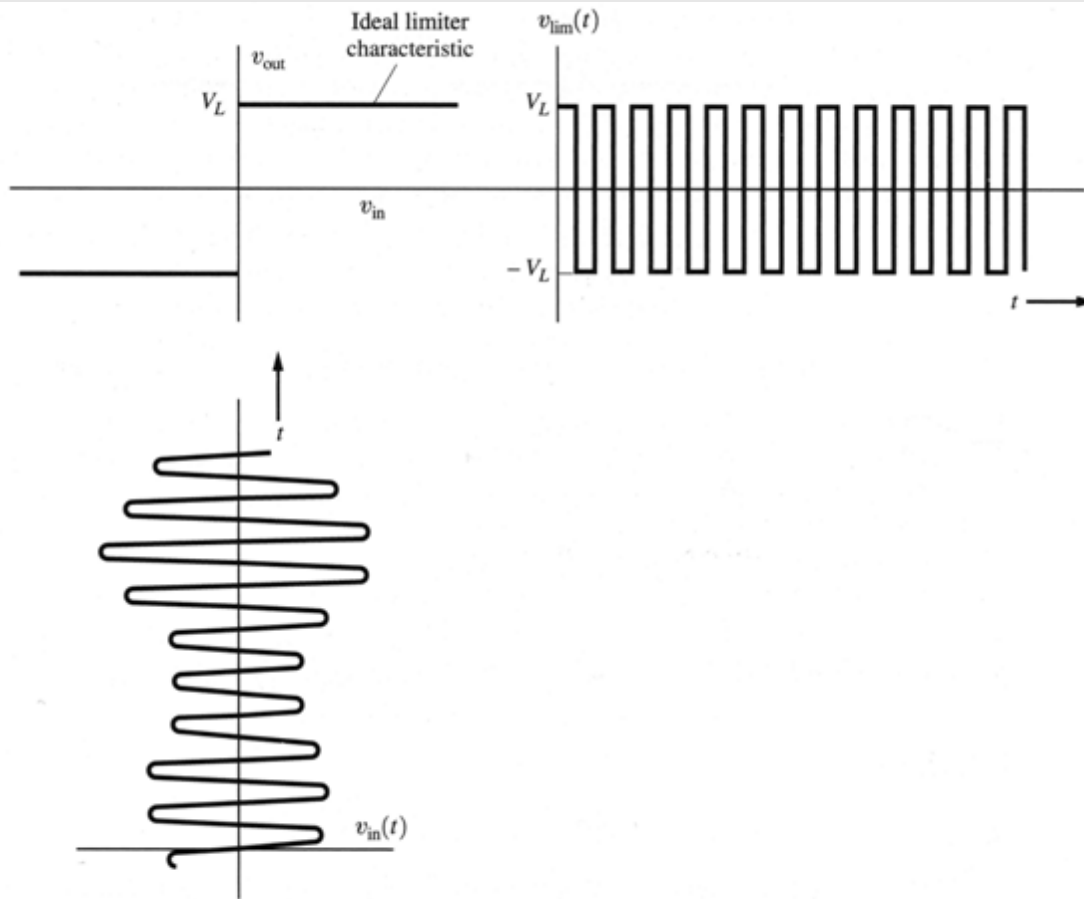 Ideal limiter
characteristic
v_out
V_L
v_in
v_lim(t)
V_L
− V_L
t
t
v_in(t)